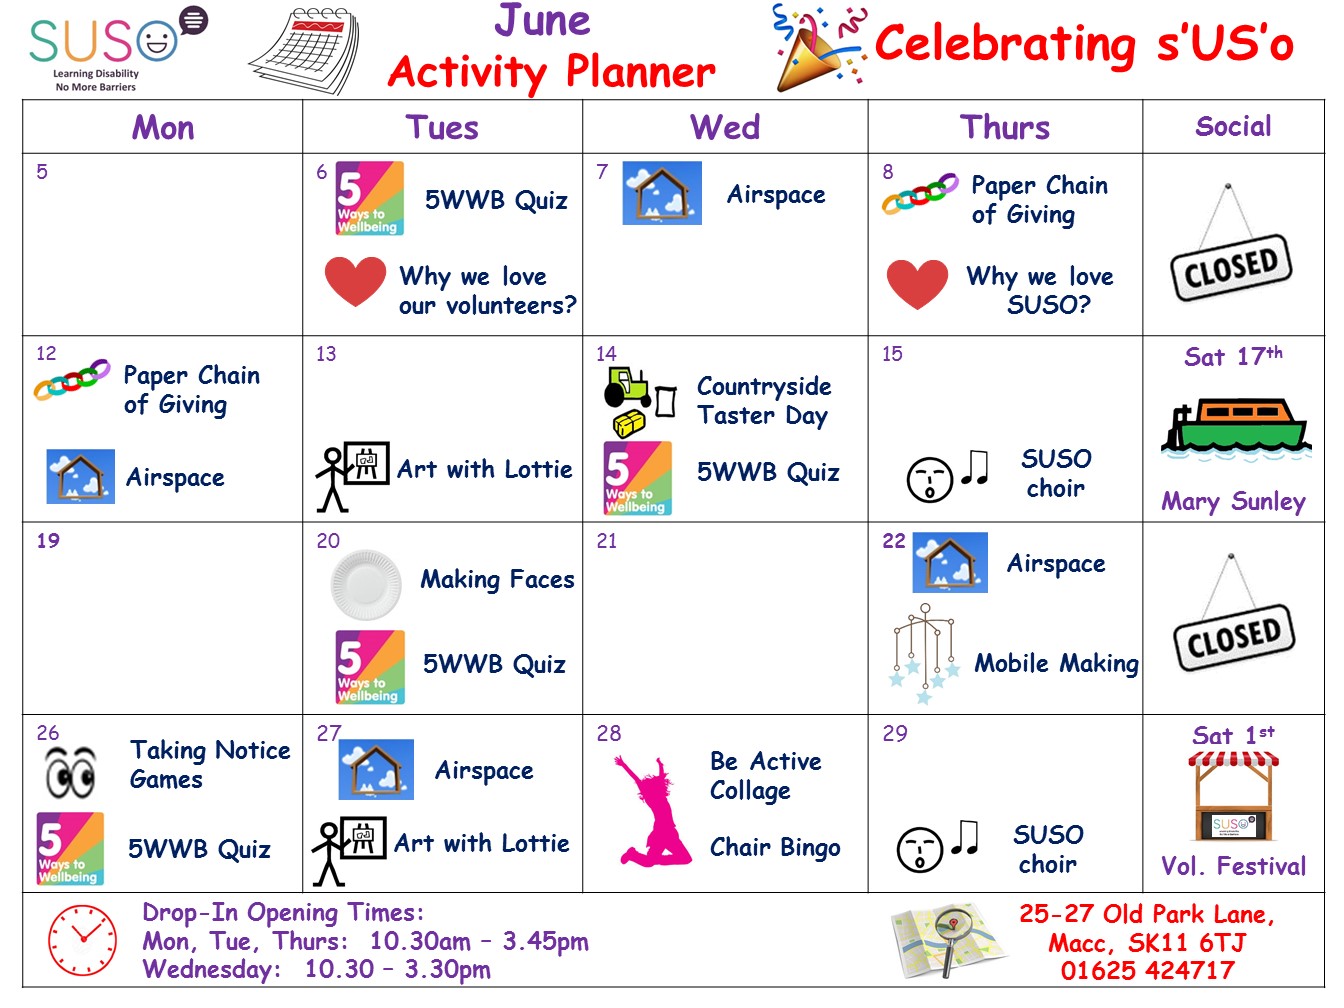 SUSO
Learning Disability
No More Barriers
June
Activity Planner
Celebrating s’US’o
Mon
Tues
Wed
Thurs
Social
5
6
5
Ways to
Wellbeing
5WWB Quiz
Why we love
our volunteers?
7
Airspace
8
Paper Chain
of Giving
Why we love
SUSO?
CLOSED
12
Paper Chain
of Giving
Airspace
13
Art with Lottie
14
Countryside
Taster Day
5
Ways to
Wellbeing
5WWB Quiz
15
SUSO
choir
Sat 17th
Mary Sunley
19
20
Making Faces
5
Ways to
Wellbeing
5WWB Quiz
21
22
Airspace
Mobile Making
CLOSED
26
Taking Notice
Games
5
Ways to
Wellbeing
5WWB Quiz
27
Airspace
Art with Lottie
28
Be Active
Collage
Chair Bingo
29
SUSO
choir
Sat 1st
SUSO
Vol. Festival
Drop-In Opening Times:
Mon, Tue, Thurs: 10.30am – 3.45pm
Wednesday: 10.30 – 3.30pm
25-27 Old Park Lane,
Macc, SK11 6TJ
01625 424717